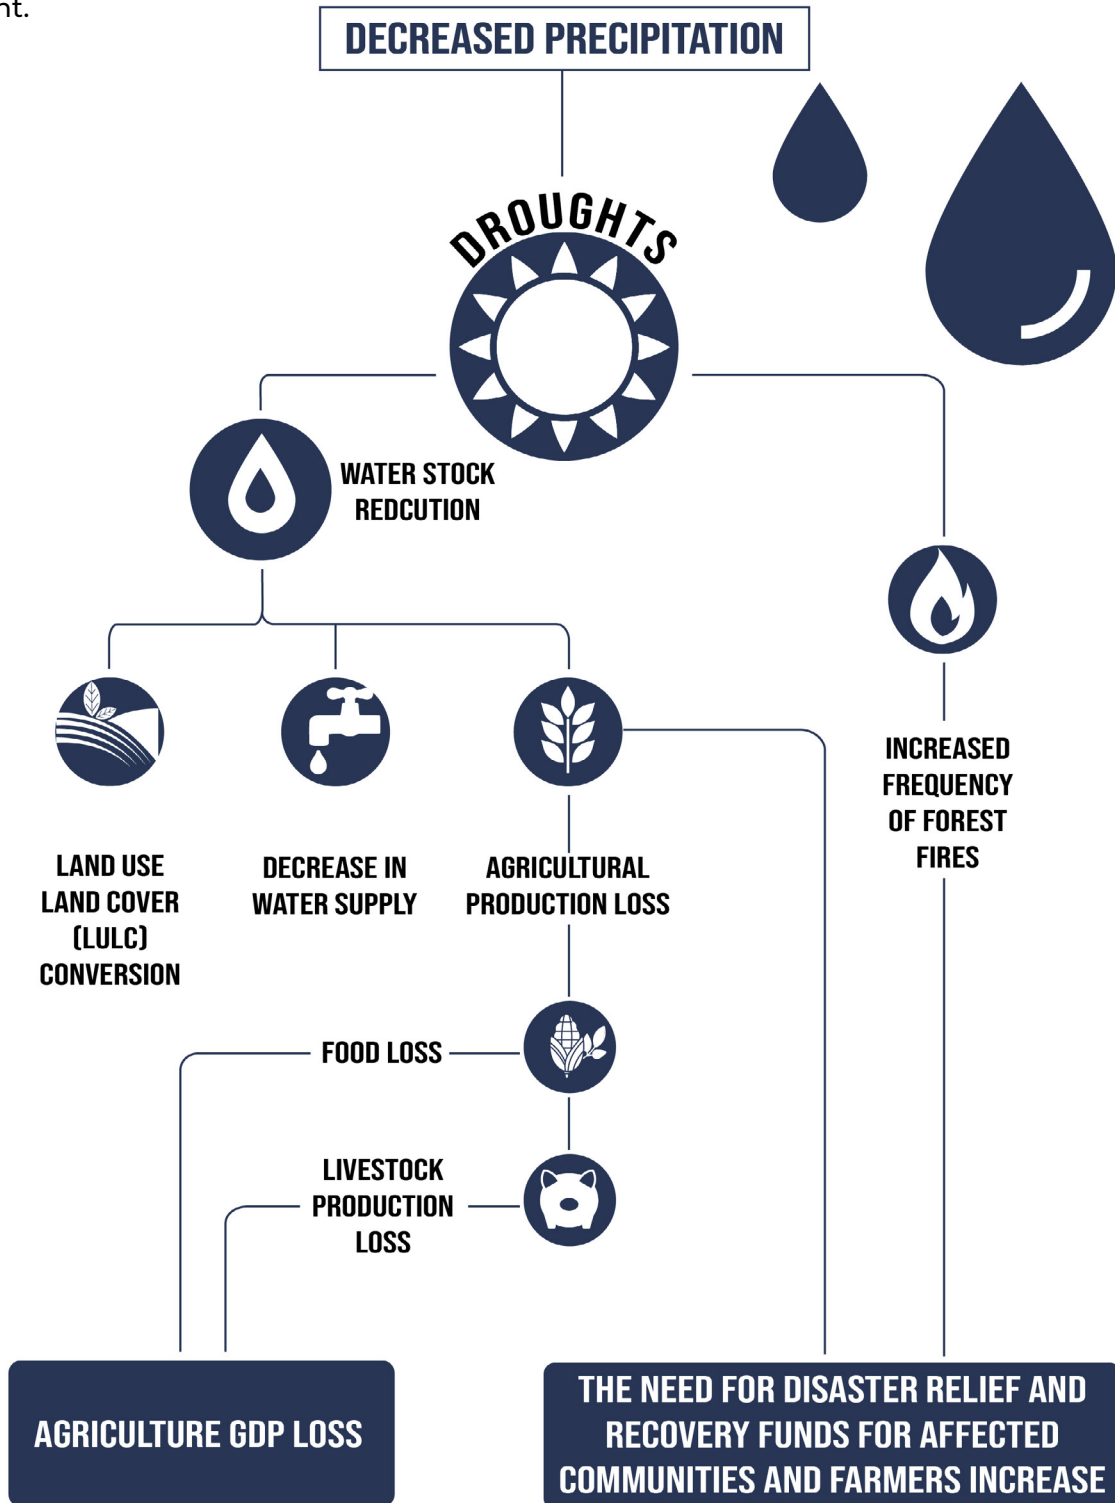 nt.
DECREASED PRECIPITATION
DROUGHTS
WATER STOCK
REDCUTION
INCREASED
FREQUENCY
OF FOREST
FIRES
LAND USE
LAND COVER
(LULC)
CONVERSION
DECREASE IN
WATER SUPPLY
AGRICULTURAL
PRODUCTION LOSS
FOOD LOSS
LIVESTOCK
PRODUCTION
LOSS
AGRICULTURE GDP LOSS
THE NEED FOR DISASTER RELIEF AND
RECOVERY FUNDS FOR AFFECTED
COMMUNITIES AND FARMERS INCREASE